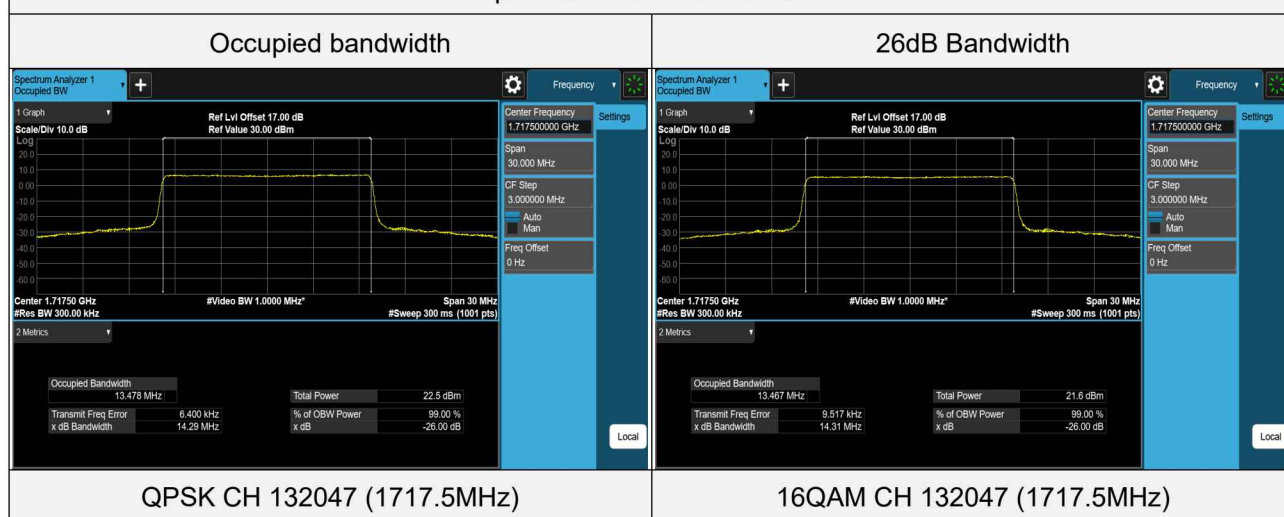 Occupied bandwidth
26dB Bandwidth
Spectrum Analyzer 1
Occupied BW
+
Frequency
1 Graph
Scale/Div 10.0 dB
Ref Lvl Offset 17.00 dB
Ref Value 30.00 dBm
Log
20.0
10.0
0.00
-10.0
-20.0
-30.0
-40.0
-50.0
-60.0
Center 1.71750 GHz
#Res BW 300.00 kHz
#Video BW 1.0000 MHz*
Span 30 MHz
#Sweep 300 ms (1001 pts)
Center Frequency
1.717500000 GHz
Settings
Span
30.000 MHz
CF Step
3.000000 MHz
Auto
Man
Freq Offset
0 Hz
2 Metrics
Occupied Bandwidth
13.478 MHz
Total Power 22.5 dBm
Transmit Freq Error 6.400 kHz
% of OBW Power 99.00 %
x dB Bandwidth 14.29 MHz
x dB -26.00 dB
Local
Spectrum Analyzer 1
Occupied BW
+
Frequency
1 Graph
Scale/Div 10.0 dB
Ref Lvl Offset 17.00 dB
Ref Value 30.00 dBm
Log
20.0
10.0
0.00
-10.0
-20.0
-30.0
-40.0
-50.0
-60.0
Center 1.71750 GHz
#Res BW 300.00 kHz
#Video BW 1.0000 MHz*
Span 30 MHz
#Sweep 300 ms (1001 pts)
Center Frequency
1.717500000 GHz
Settings
Span
30.000 MHz
CF Step
3.000000 MHz
Auto
Man
Freq Offset
0 Hz
2 Metrics
Occupied Bandwidth
13.467 MHz
Total Power 21.6 dBm
Transmit Freq Error 9.517 kHz
% of OBW Power 99.00 %
x dB Bandwidth 14.31 MHz
x dB -26.00 dB
Local
QPSK CH 132047 (1717.5MHz)
16QAM CH 132047 (1717.5MHz)